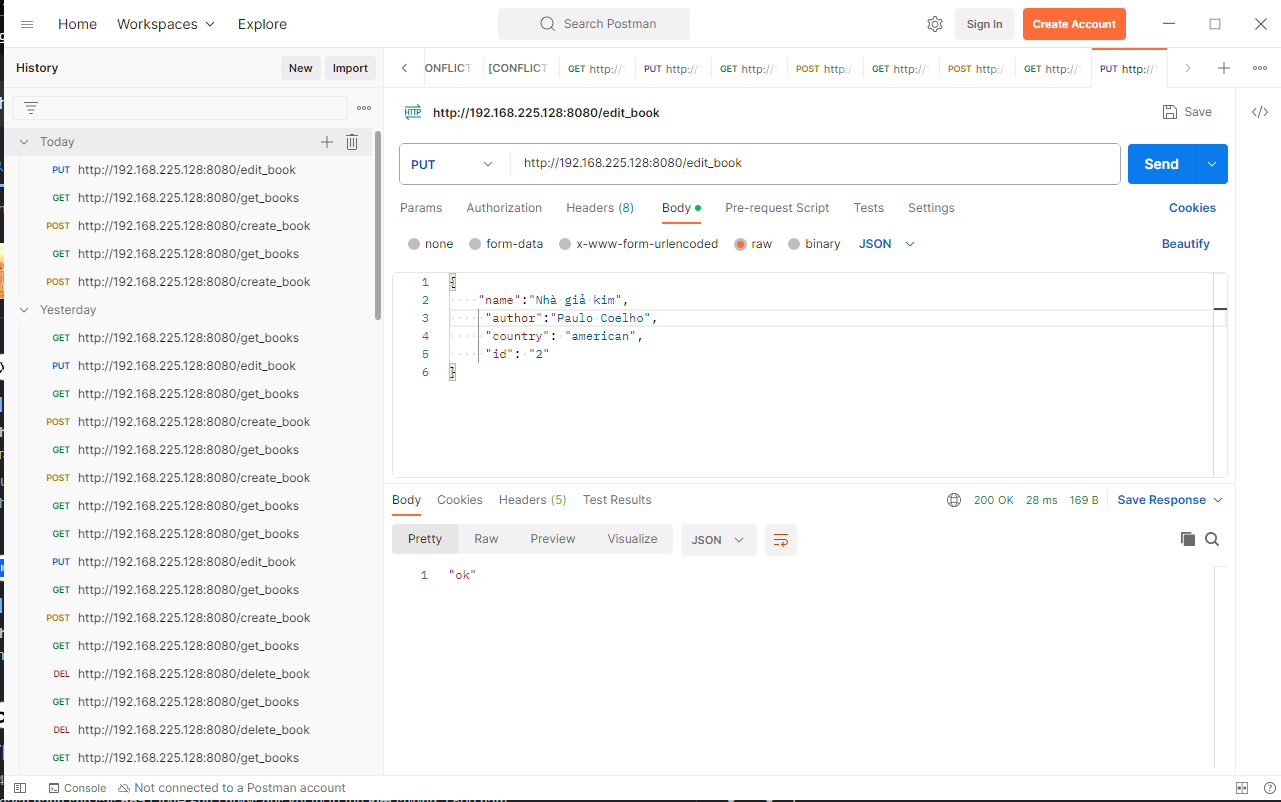 Home Workspaces Explore Search Postman Sign In Create Account
History New Import
ONFLICT [CONFLICT GET http:// PUT http:// GET http:// POST http: GET http:// POST http: GET http:// PUT http://
Today
PUT http://192.168.225.128:8080/edit_book
GET http://192.168.225.128:8080/get_books
POST http://192.168.225.128:8080/create_book
GET http://192.168.225.128:8080/get_books
POST http://192.168.225.128:8080/create_book
Yesterday
GET http://192.168.225.128:8080/get_books
PUT http://192.168.225.128:8080/edit_book
GET http://192.168.225.128:8080/get_books
POST http://192.168.225.128:8080/create_book
GET http://192.168.225.128:8080/get_books
POST http://192.168.225.128:8080/create_book
GET http://192.168.225.128:8080/get_books
GET http://192.168.225.128:8080/get_books
PUT http://192.168.225.128:8080/edit_book
GET http://192.168.225.128:8080/get_books
POST http://192.168.225.128:8080/create_book
GET http://192.168.225.128:8080/get_books
DEL http://192.168.225.128:8080/delete_book
GET http://192.168.225.128:8080/get_books
DEL http://192.168.225.128:8080/delete_book
GET http://192.168.225.128:8080/get_books
HTTP http://192.168.225.128:8080/edit_book Save
PUT http://192.168.225.128:8080/edit_book Send
Params Authorization Headers (8) Body Pre-request Script Tests Settings Cookies
none form-data x-www-form-urlencoded raw binary JSON Beautify
1 {
2 "name":"Nhà giả kim",
3 "author":"Paulo Coelho",
4 "country": "american",
5 "id": "2"
6 }
Body Cookies Headers (5) Test Results 200 OK 28 ms 169 B Save Response
Pretty Raw Preview Visualize JSON
1 "ok"
Console Not connected to a Postman account